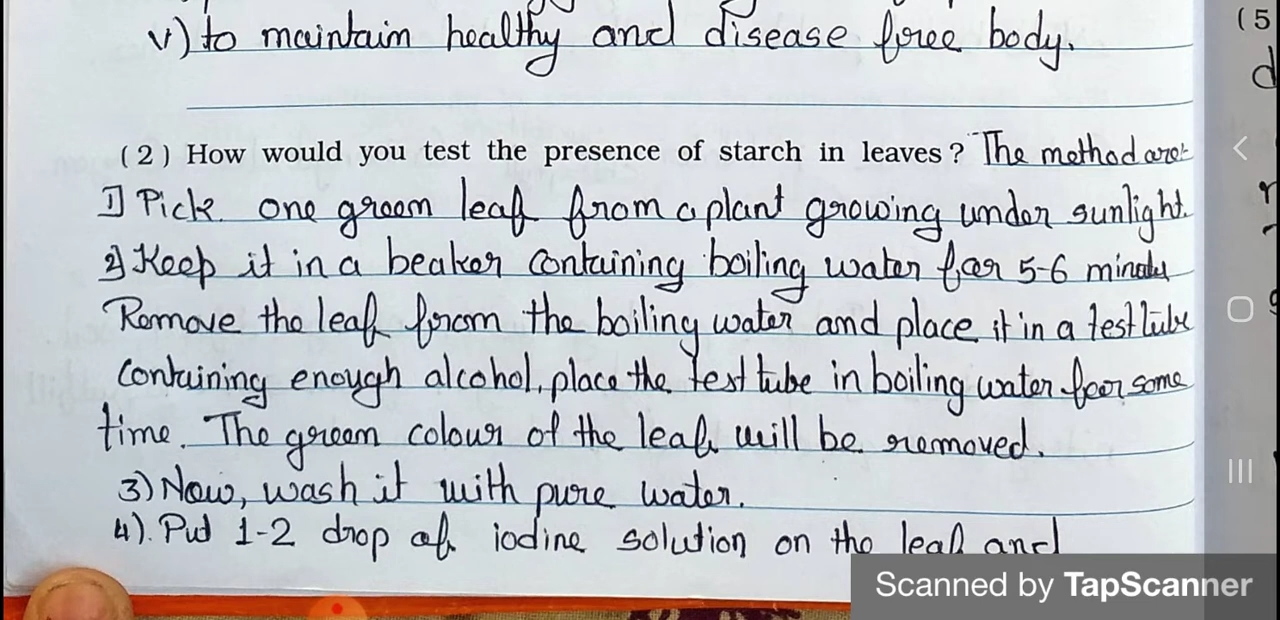 v) to maintain healthy and disease free body.
(5
(2) How would you test the presence of starch in leaves? The method are:
1) Pick one green leaf from a plant growing under sunlight.
2) Keep it in a beaker containing boiling water for 5-6 minutes
Remove the leaf from the boiling water and place it in a test tube
containing enough alcohol, place the test tube in boiling water for some
time. The green colour of the leaf will be removed.
3) Now, wash it with pure water.
4). Put 1-2 drop of iodine solution on the leaf and
Scanned by TapScanner